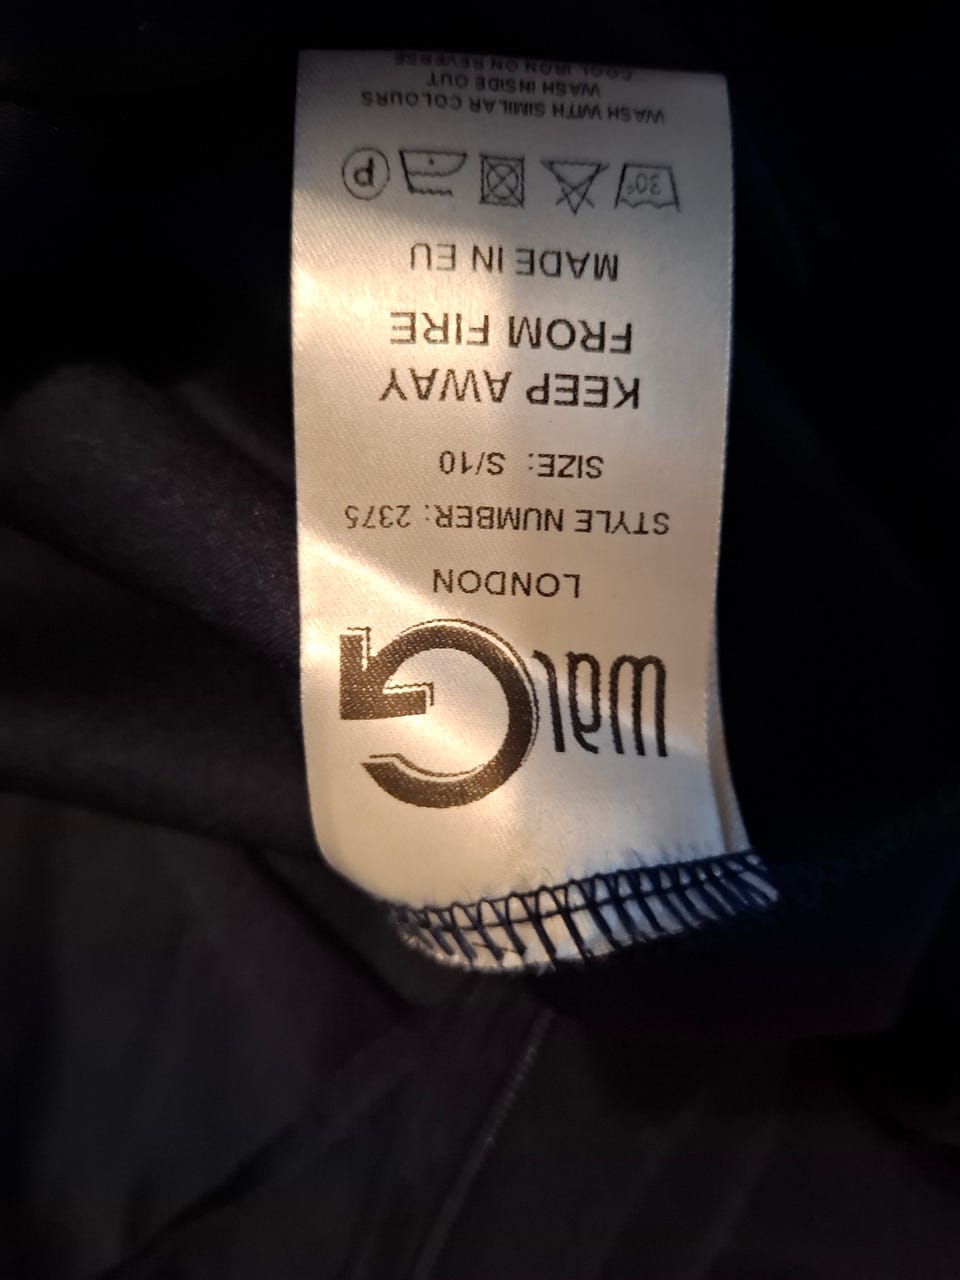 WalG
LONDON
STYLE NUMBER: 2375
SIZE: S/10
KEEP AWAY
FROM FIRE
MADE IN EU
30° P
WASH WITH SIMILAR COLOURS
WASH INSIDE OUT
COOL IRON ON REVERSE